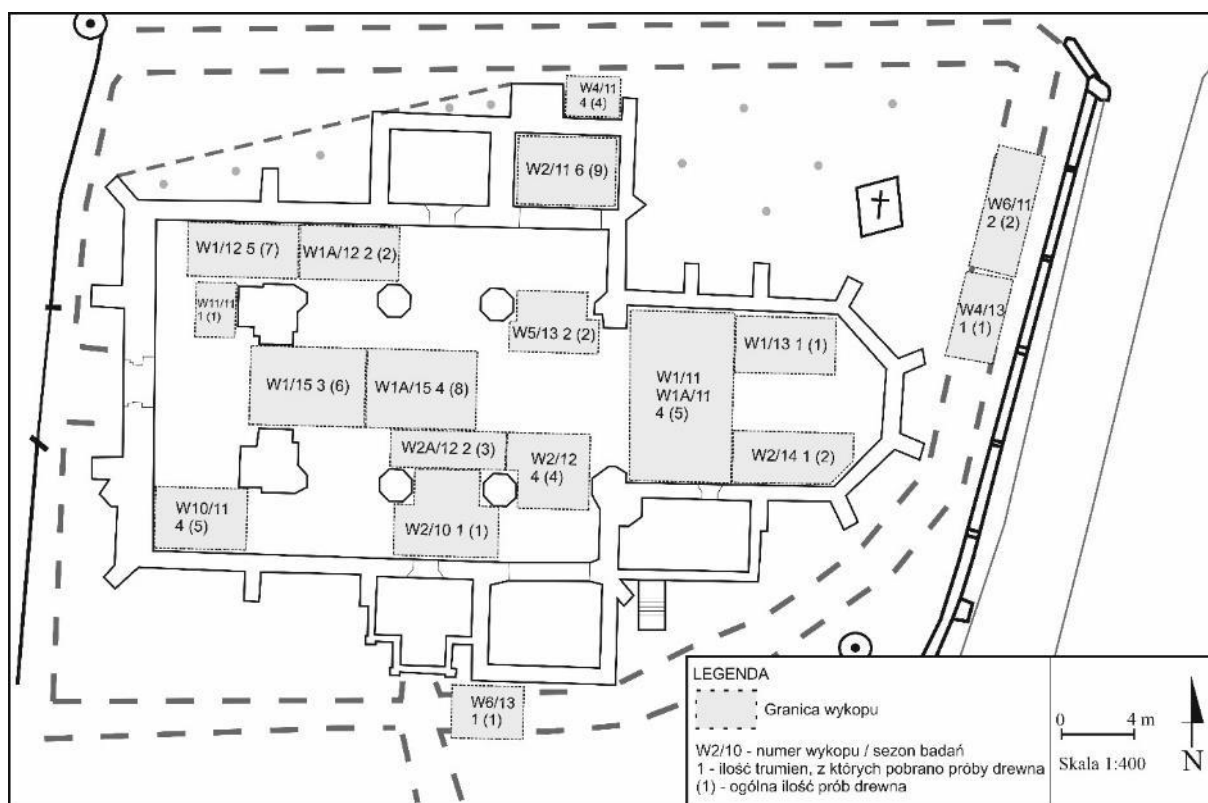 W4/11
4 (4)
W2/11 6 (9)
W6/11
2 (2)
W1/12 5 (7)
W1A/12 2 (2)
W11/11
1 (1)
W5/13 2 (2)
W4/13
1 (1)
W1/13 1 (1)
W1/11
W1A/11
4 (5)
W1/15 3 (6)
W1A/15 4 (8)
W2A/12 2 (3)
W2/12
4 (4)
W2/14 1 (2)
W10/11
4 (5)
W2/10 1 (1)
W6/13
1 (1)
LEGENDA
Granica wykopu
W2/10 - numer wykopu / sezon badań
1 - ilość trumien, z których pobrano próby drewna
(1) - ogólna ilość prób drewna
0 4 m
Skala 1:400
N